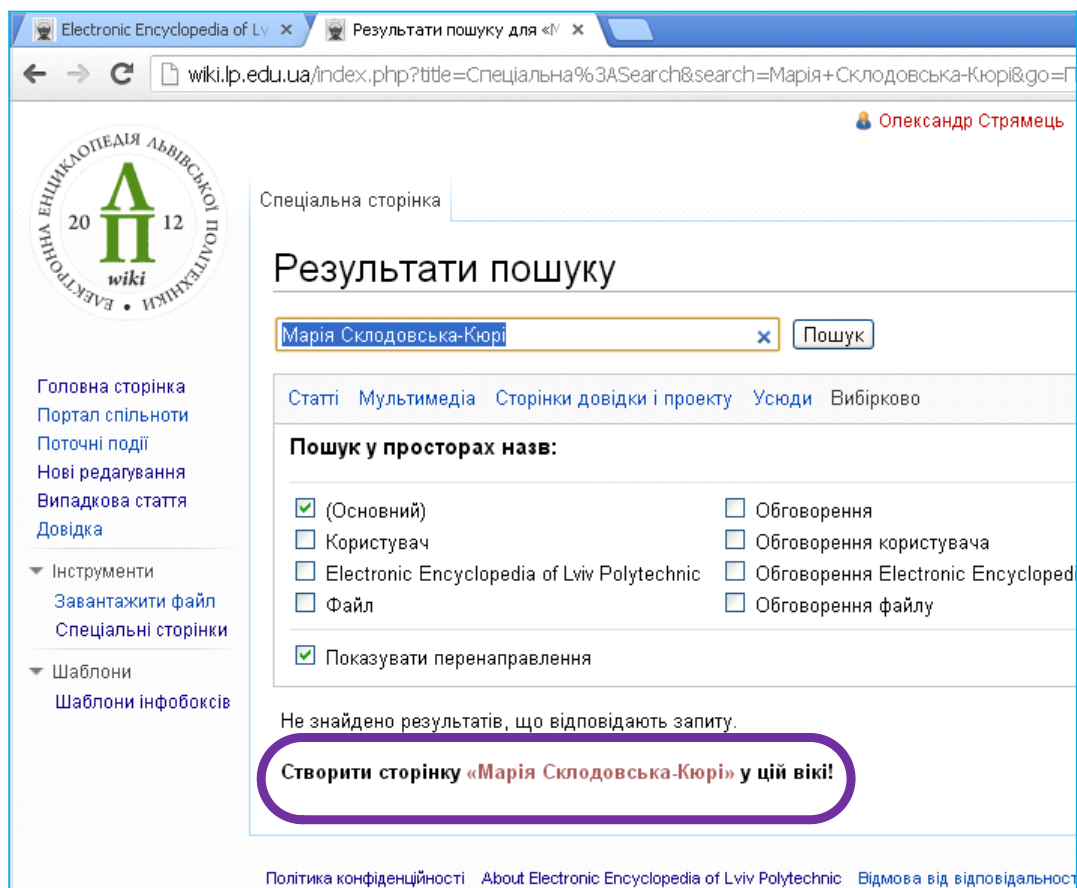 Electronic Encyclopedia of Lv
Результати пошуку для «М
wiki.lp.edu.ua/index.php?title=Спеціальна%3ASearch&search=Марія+Склодовська-Кюрі&go=П
Олександр Стрямець
ЕЛЕКТРОННА ЕНЦИКЛОПЕДІЯ ЛЬВІВСЬКОЇ ПОЛІТЕХНІКИ
20 ЛП 12
wiki
Спеціальна сторінка
Результати пошуку
Марія Склодовська-Кюрі
Пошук
Головна сторінка
Портал спільноти
Поточні події
Нові редагування
Випадкова стаття
Довідка
Інструменти
Завантажити файл
Спеціальні сторінки
Шаблони
Шаблони інфобоксів
Статті Мультимедіа Сторінки довідки і проекту Усюди Вибірково
Пошук у просторах назв:
(Основний) Обговорення
Користувач Обговорення користувача
Electronic Encyclopedia of Lviv Polytechnic Обговорення Electronic Encycloped
Файл Обговорення файлу
Показувати перенаправлення
Не знайдено результатів, що відповідають запиту.
Створити сторінку «Марія Склодовська-Кюрі» у цій вікі!
Політика конфіденційності About Electronic Encyclopedia of Lviv Polytechnic Відмова від відповідальност